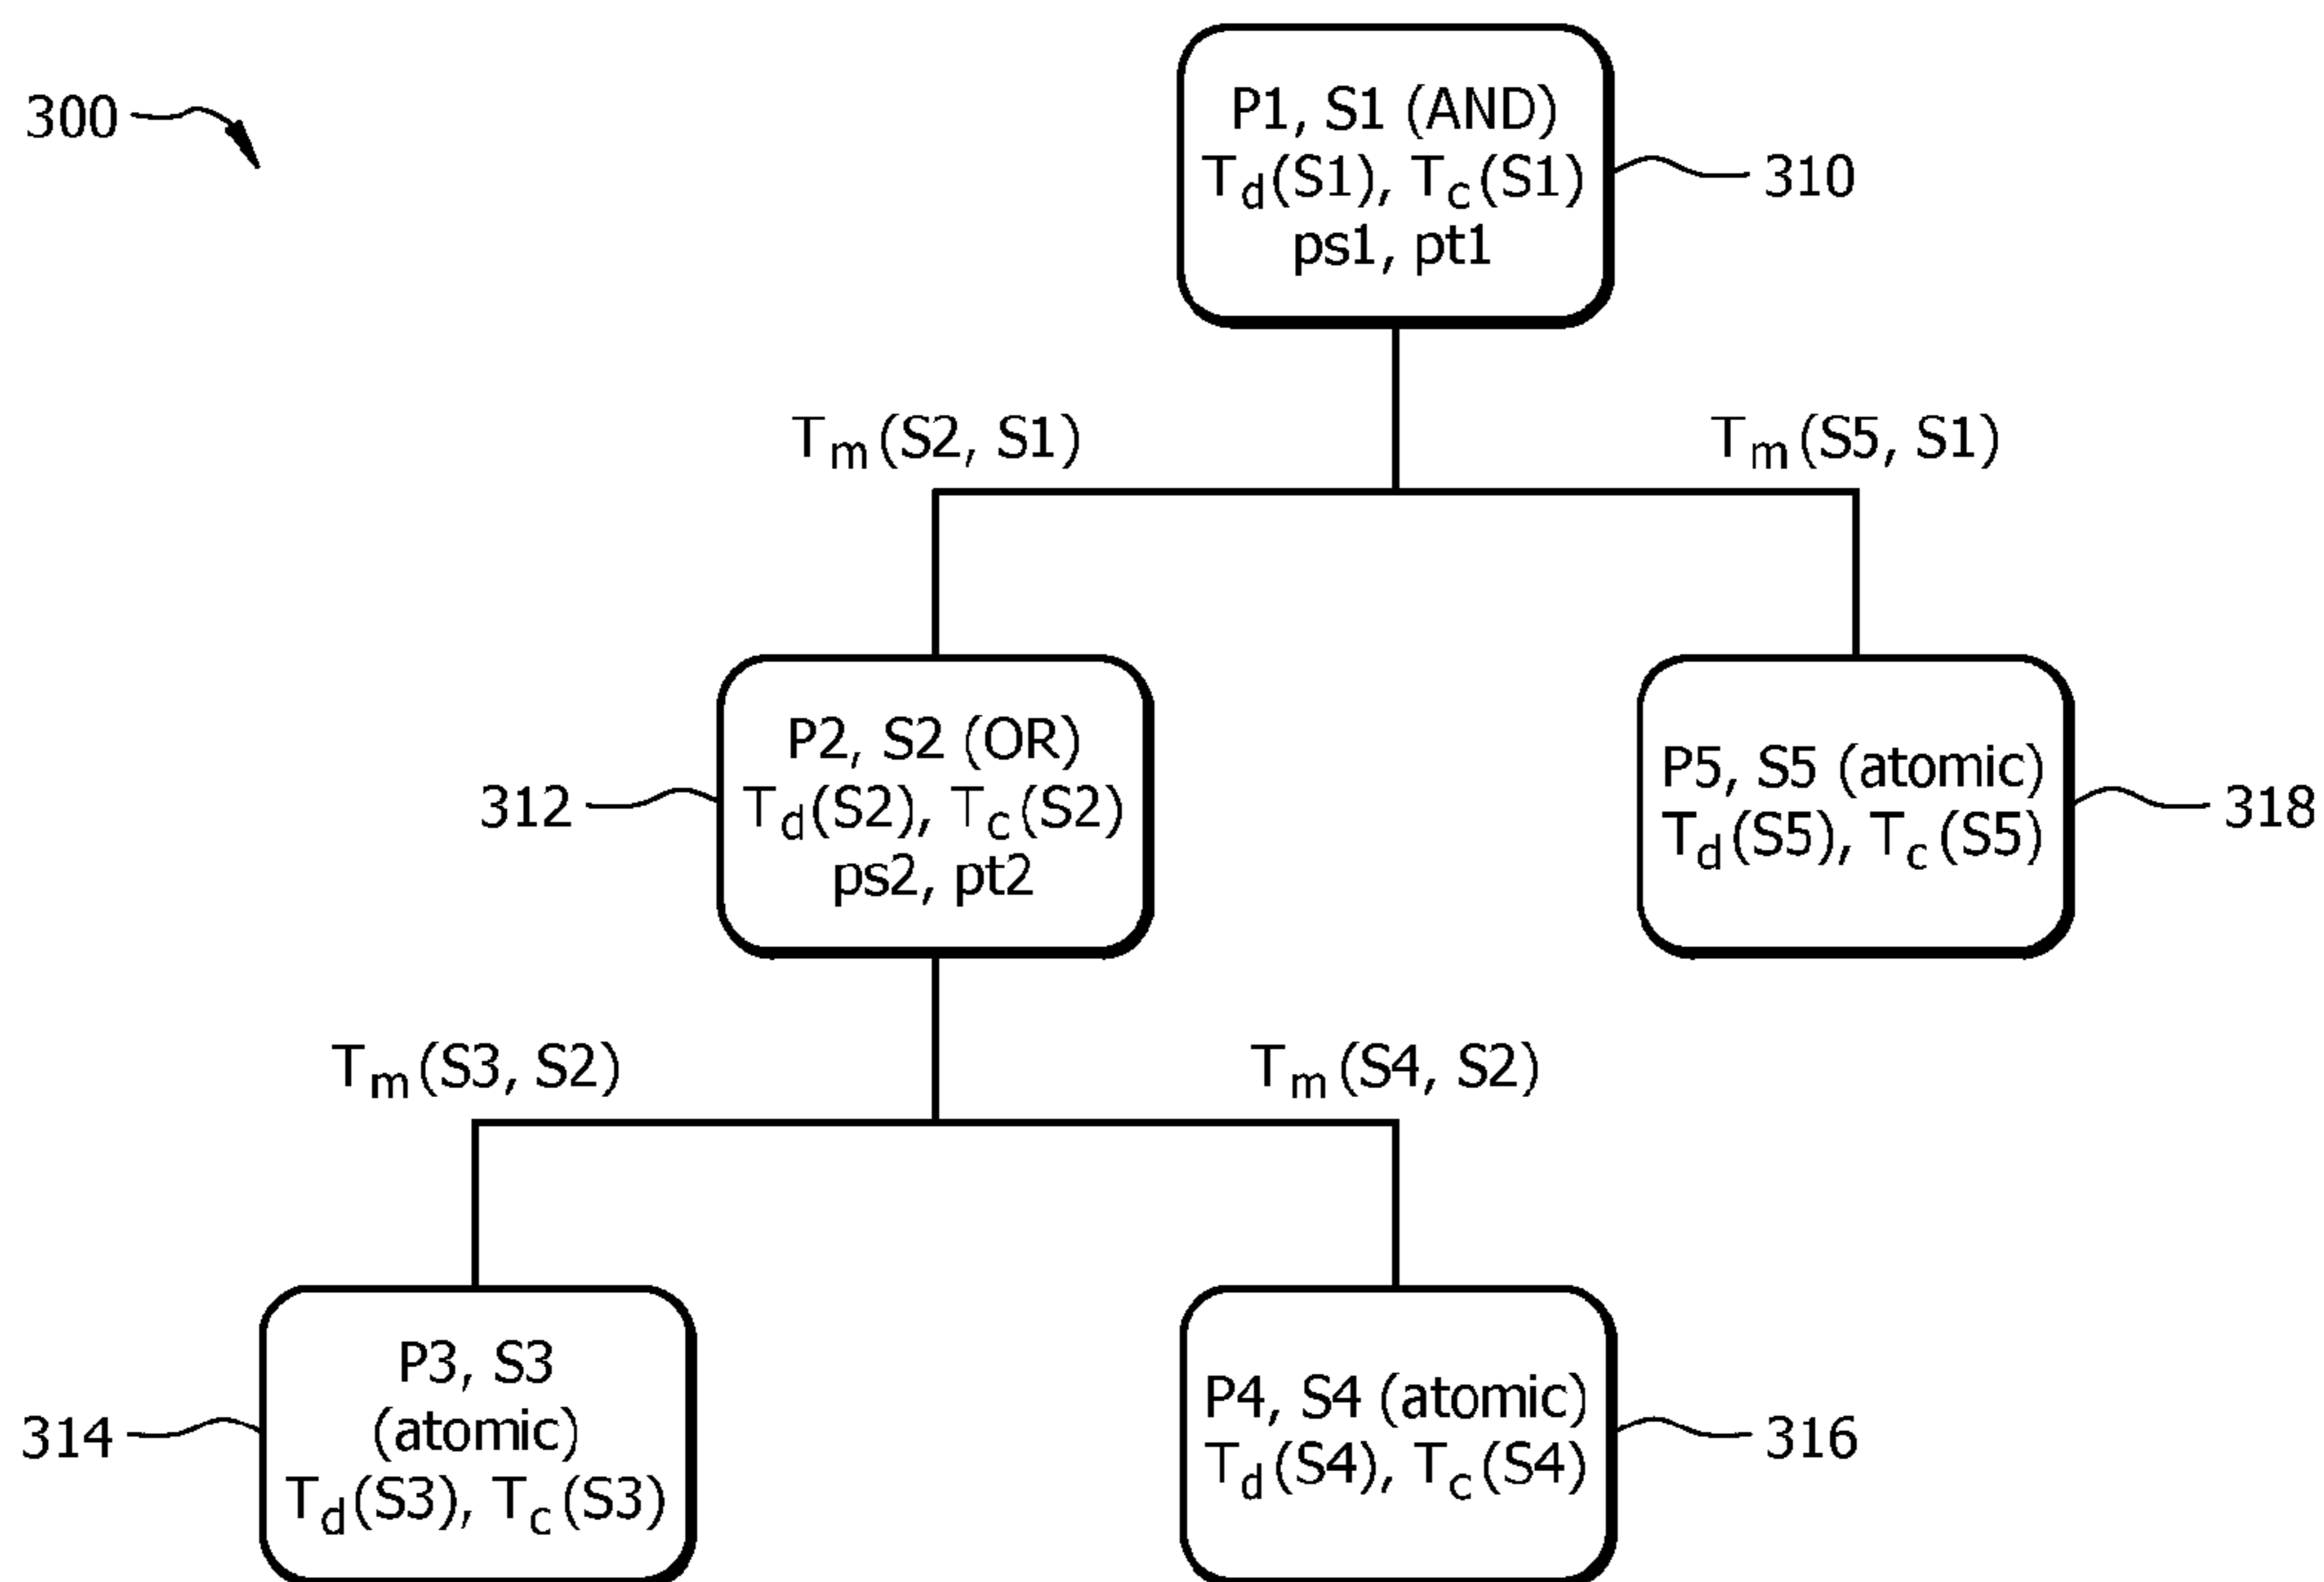 300
P1, S1 (AND)
Td(S1), Tc(S1)
ps1, pt1
310
Tm(S2, S1)
Tm(S5, S1)
312
P2, S2 (OR)
Td(S2), Tc(S2)
ps2, pt2
P5, S5 (atomic)
Td(S5), Tc(S5)
318
Tm(S3, S2)
Tm(S4, S2)
314
P3, S3
(atomic)
Td(S3), Tc(S3)
P4, S4 (atomic)
Td(S4), Tc(S4)
316